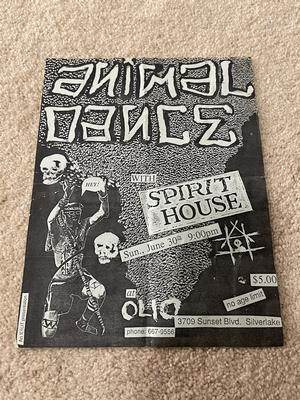 ANIMAL
DANCE
HEY!
WITH
SPIRIT
HOUSE
Sun., June 30th 9:00pm
$5.00
no age limit
at
OLIO
3709 Sunset Blvd. Silverlake
phone: 667-9556